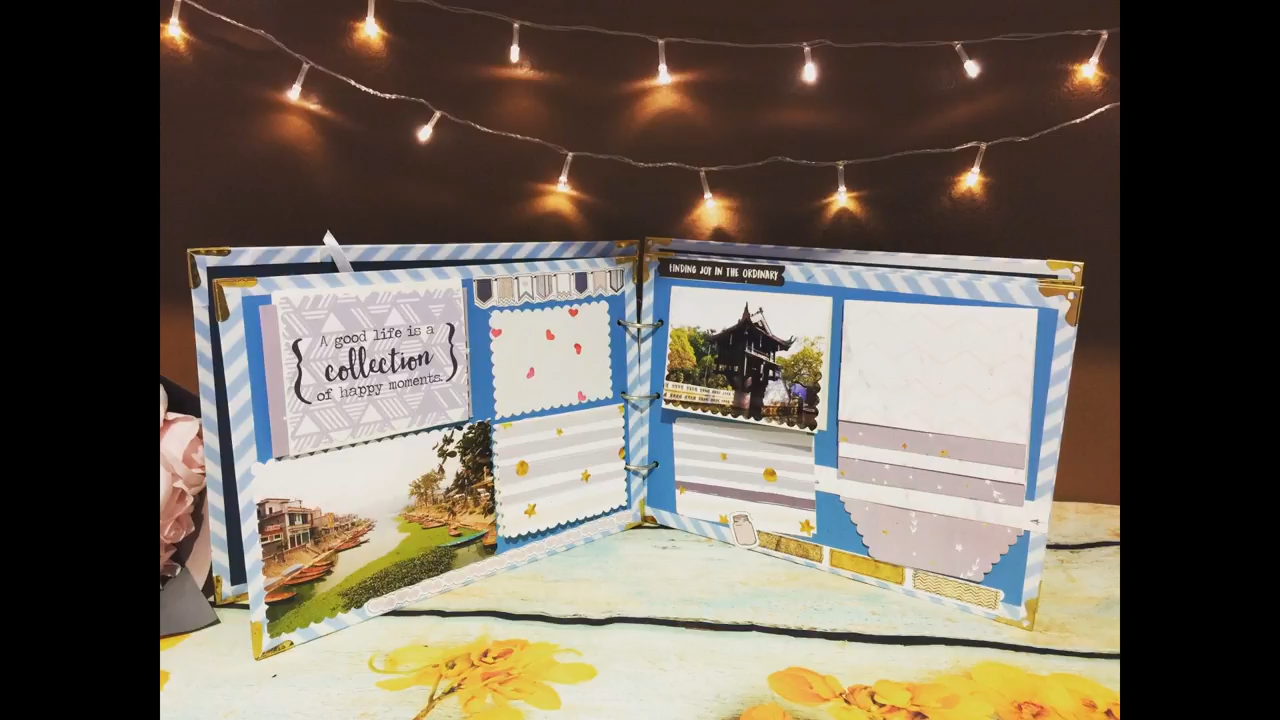 A good life is a
collection
of happy moments.
FINDING JOY IN THE ORDINARY